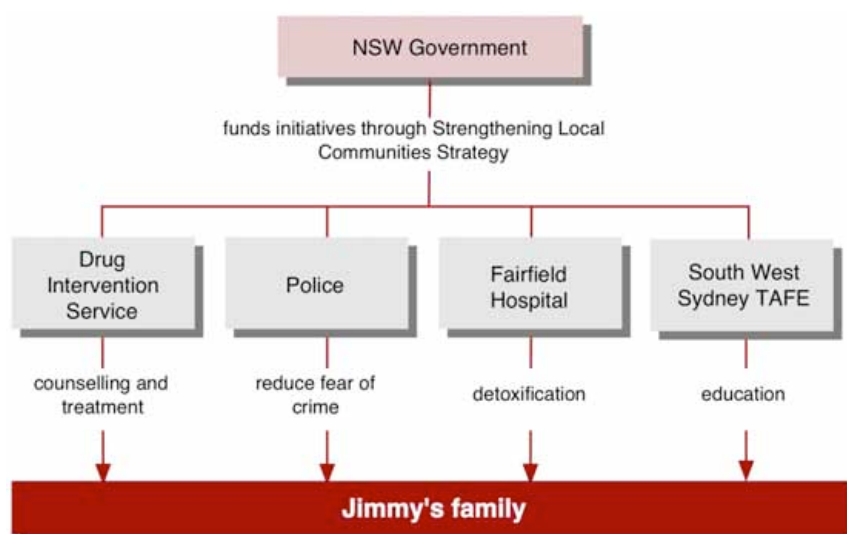 NSW Government
funds initiatives through Strengthening Local
Communities Strategy
Drug
Intervention
Service
Police
Fairfield
Hospital
South West
Sydney TAFE
counselling and
treatment
reduce fear of
crime
detoxification
education
Jimmy's family